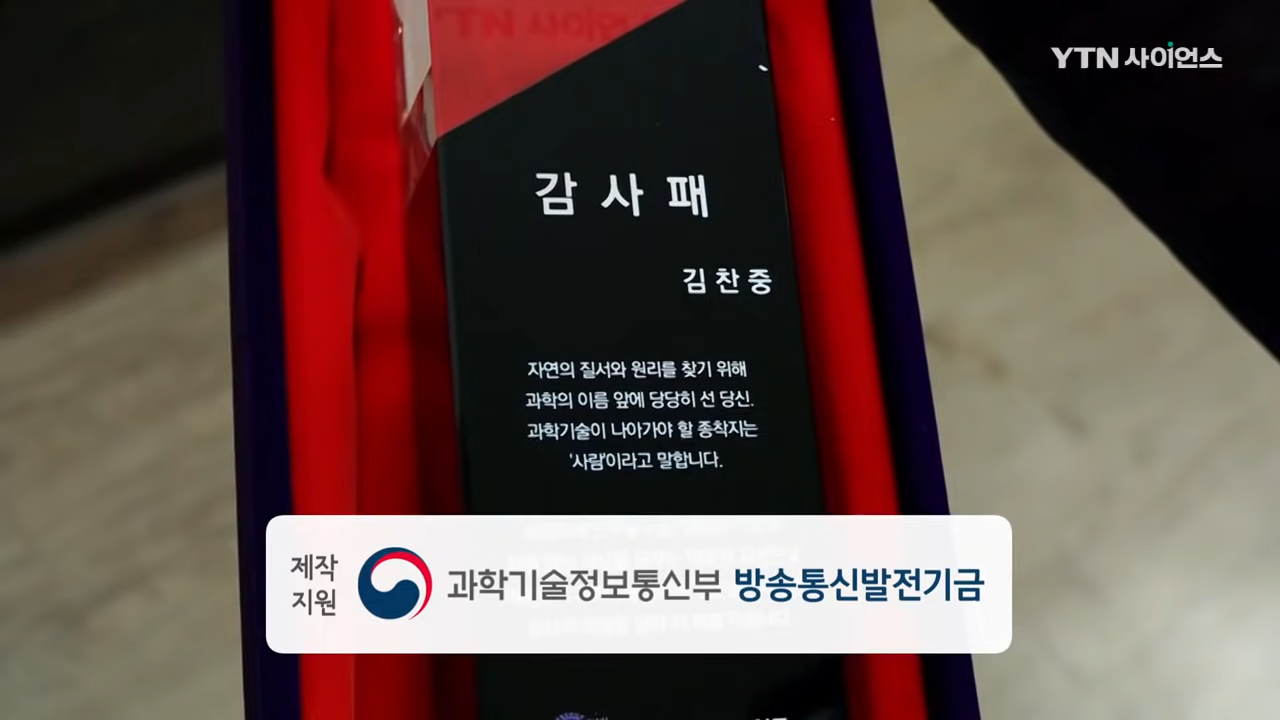 YTN 사이언스
감 사 패
김 찬 중
자연의 질서와 원리를 찾기 위해
과학의 이름 앞에 당당히 선 당신.
과학기술이 나아가야 할 종착지는
'사람'이라고 말합니다.
제작
지원
과학기술정보통신부 방송통신발전기금